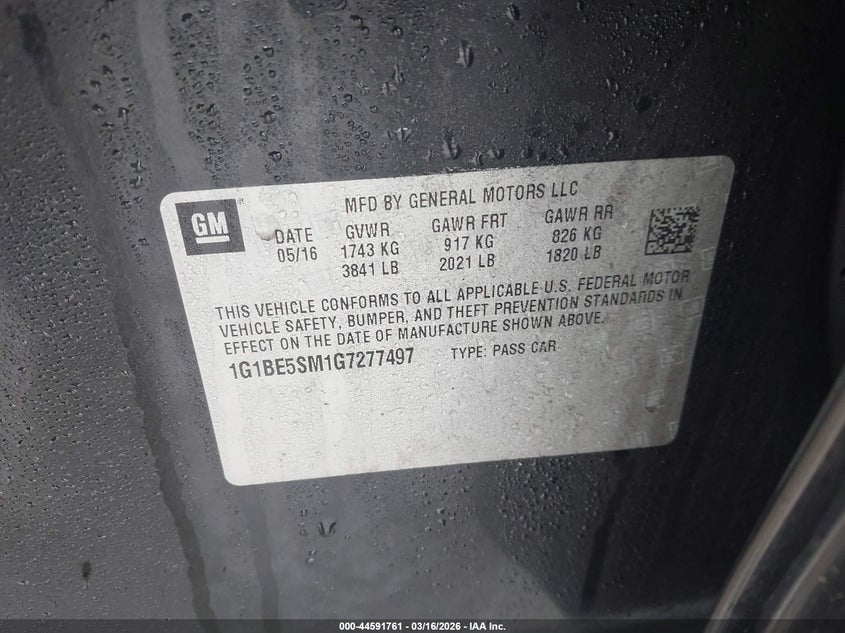 GM
MFD BY GENERAL MOTORS LLC
DATE GVWR GAWR FRT GAWR RR
05/16 1743 KG 917 KG 826 KG
3841 LB 2021 LB 1820 LB
THIS VEHICLE CONFORMS TO ALL APPLICABLE U.S. FEDERAL MOTOR
VEHICLE SAFETY, BUMPER, AND THEFT PREVENTION STANDARDS IN
EFFECT ON THE DATE OF MANUFACTURE SHOWN ABOVE.
1G1BE5SM1G7277497 TYPE: PASS CAR
000-44591761 - 03/16/2026 - IAA Inc.